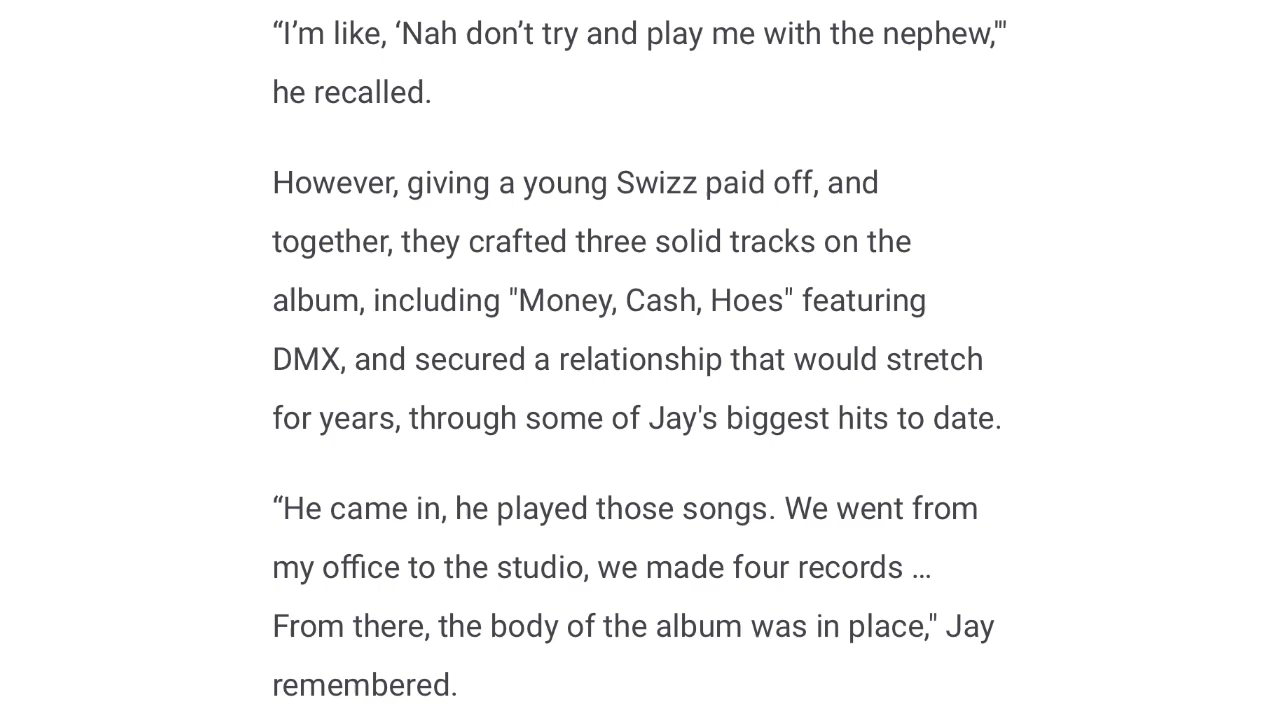 “I’m like, ‘Nah don’t try and play me with the nephew,'"
he recalled.
However, giving a young Swizz paid off, and
together, they crafted three solid tracks on the
album, including "Money, Cash, Hoes" featuring
DMX, and secured a relationship that would stretch
for years, through some of Jay's biggest hits to date.
“He came in, he played those songs. We went from
my office to the studio, we made four records …
From there, the body of the album was in place," Jay
remembered.